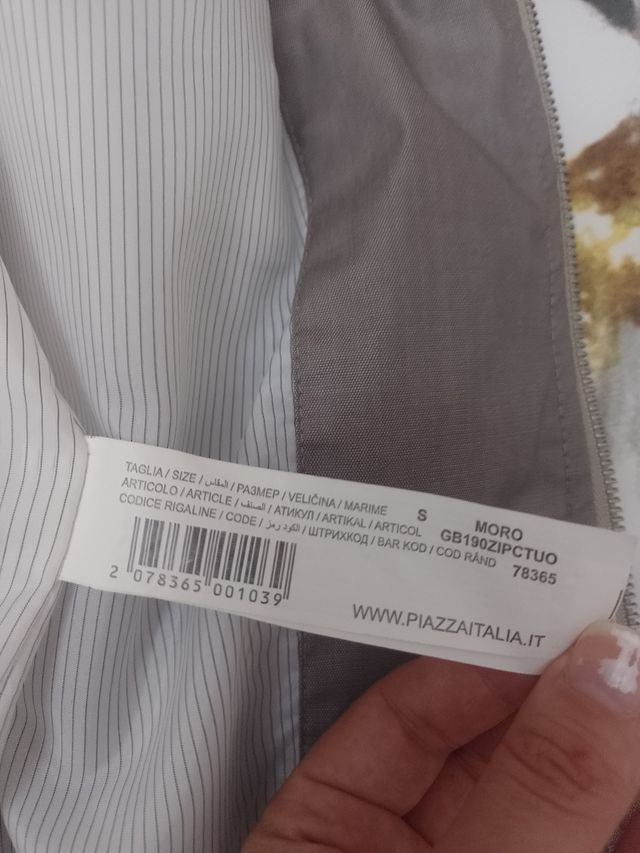 TAGLIA / SIZE / المقاس / РАЗМЕР / VELIČINA / MARIME S MORO
ARTICOLO / ARTICLE / الصنف / АТИКУЛ / ARTIKAL / ARTICOL GB190ZIPCTUO
CODICE RIGALINE / CODE / الكود رمز / ШТРИХКОД / BAR KOD / COD RÂND 78365
2 078365 001039
WWW.PIAZZAITALIA.IT